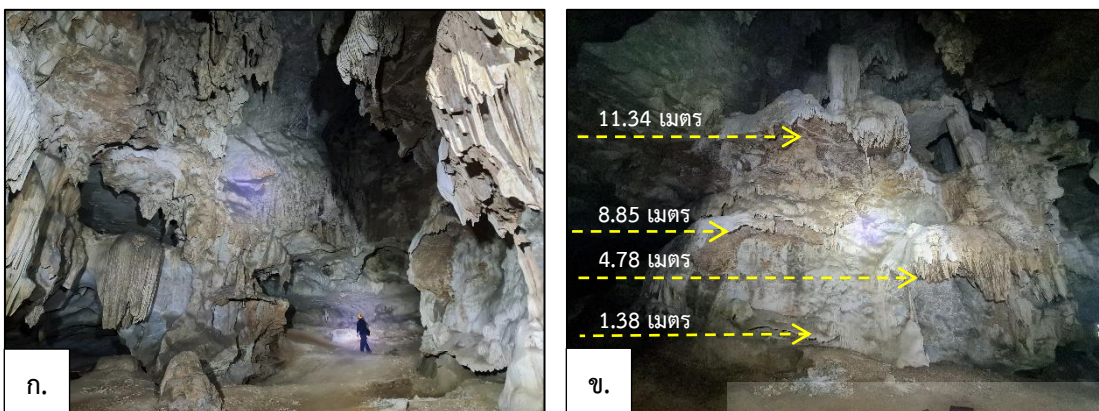 ก.
11.34 เมตร
8.85 เมตร
4.78 เมตร
1.38 เมตร
ข.